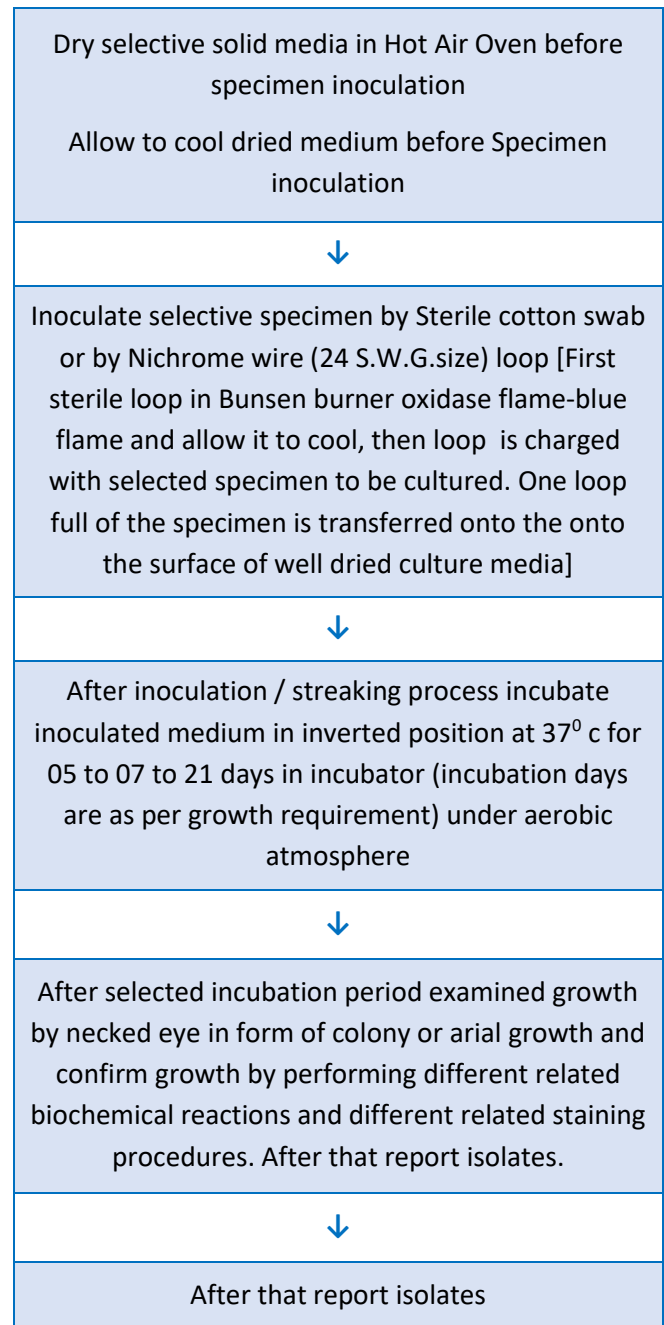 Dry selective solid media in Hot Air Oven before
specimen inoculation
Allow to cool dried medium before Specimen
inoculation
↓
Inoculate selective specimen by Sterile cotton swab
or by Nichrome wire (24 S.W.G.size) loop [First
sterile loop in Bunsen burner oxidase flame-blue
flame and allow it to cool, then loop is charged
with selected specimen to be cultured. One loop
full of the specimen is transferred onto the onto
the surface of well dried culture media]
↓
After inoculation / streaking process incubate
inoculated medium in inverted position at 37⁰ c for
05 to 07 to 21 days in incubator (incubation days
are as per growth requirement) under aerobic
atmosphere
↓
After selected incubation period examined growth
by necked eye in form of colony or arial growth and
confirm growth by performing different related
biochemical reactions and different related staining
procedures. After that report isolates.
↓
After that report isolates